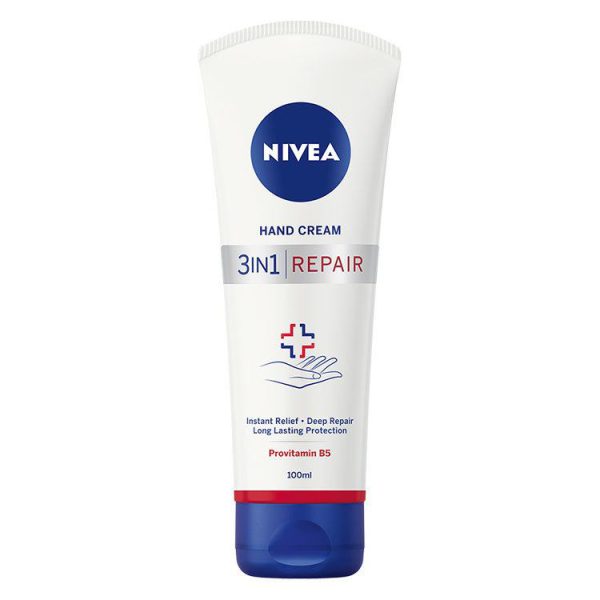 NIVEA
HAND CREAM
3IN1 | REPAIR
Instant Relief • Deep Repair
Long Lasting Protection
Provitamin B5
100ml